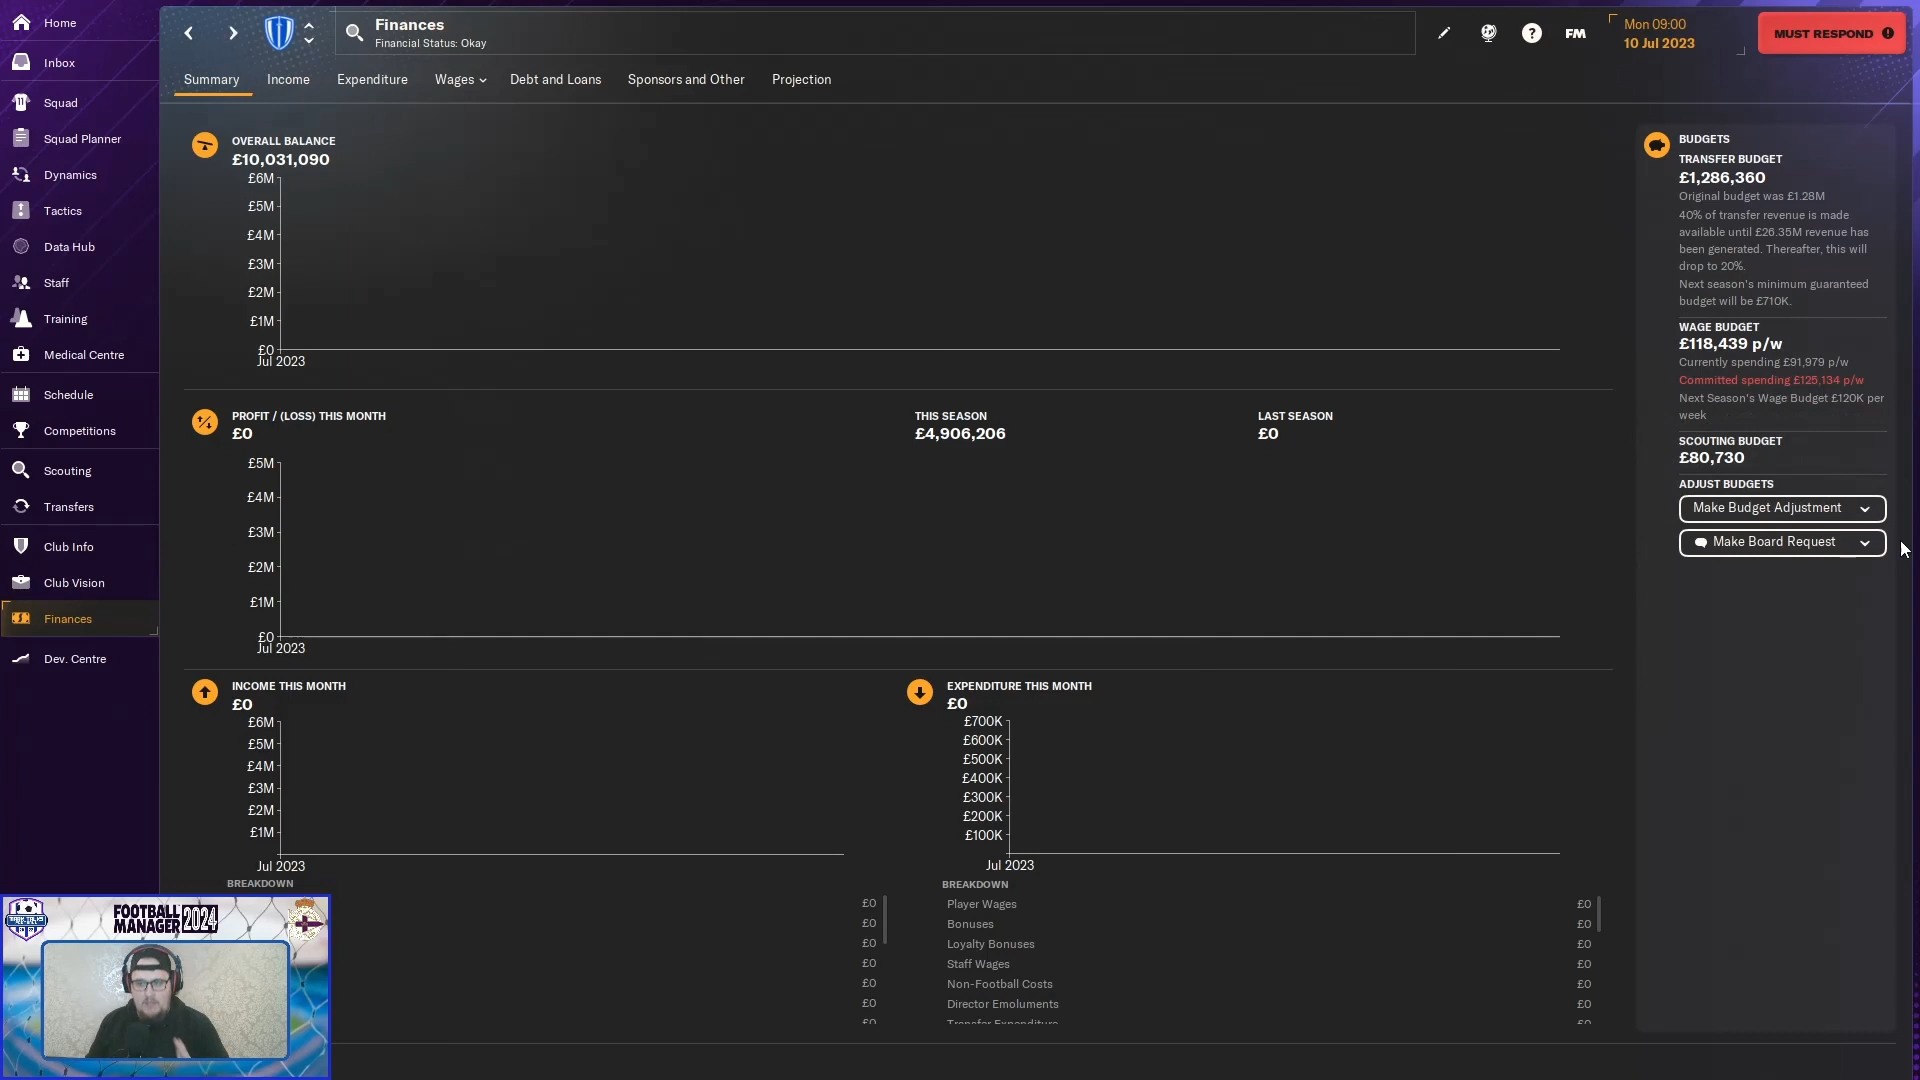 Home
Inbox
Squad
Squad Planner
Dynamics
Tactics
Data Hub
Staff
Training
Medical Centre
Schedule
Competitions
Scouting
Transfers
Club Info
Club Vision
Finances
Dev. Centre
Finances
Financial Status: Okay
FM
Mon 09:00
10 Jul 2023
MUST RESPOND
Summary
Income
Expenditure
Wages
Debt and Loans
Sponsors and Other
Projection
OVERALL BALANCE
£10,031,090
£6M
£5M
£4M
£3M
£2M
£1M
£0
Jul 2023
PROFIT / (LOSS) THIS MONTH
£0
THIS SEASON
£4,906,206
LAST SEASON
£0
£5M
£4M
£3M
£2M
£1M
£0
Jul 2023
INCOME THIS MONTH
£0
£6M
£5M
£4M
£3M
£2M
£1M
Jul 2023
BREAKDOWN
£0
£0
£0
£0
£0
£0
£0
EXPENDITURE THIS MONTH
£0
£700K
£600K
£500K
£400K
£300K
£200K
£100K
Jul 2023
BREAKDOWN
Player Wages £0
Bonuses £0
Loyalty Bonuses £0
Staff Wages £0
Non-Football Costs £0
Director Emoluments £0
Transfer Expenditure £0
BUDGETS
TRANSFER BUDGET
£1,286,360
Original budget was £1.28M
40% of transfer revenue is made
available until £26.35M revenue has
been generated. Thereafter, this will
drop to 20%.
Next season's minimum guaranteed
budget will be £710K.
WAGE BUDGET
£118,439 p/w
Currently spending £91,979 p/w
Committed spending £125,134 p/w
Next Season's Wage Budget £120K per
week
SCOUTING BUDGET
£80,730
ADJUST BUDGETS
Make Budget Adjustment
Make Board Request
FOOTBALL
MANAGER 2024